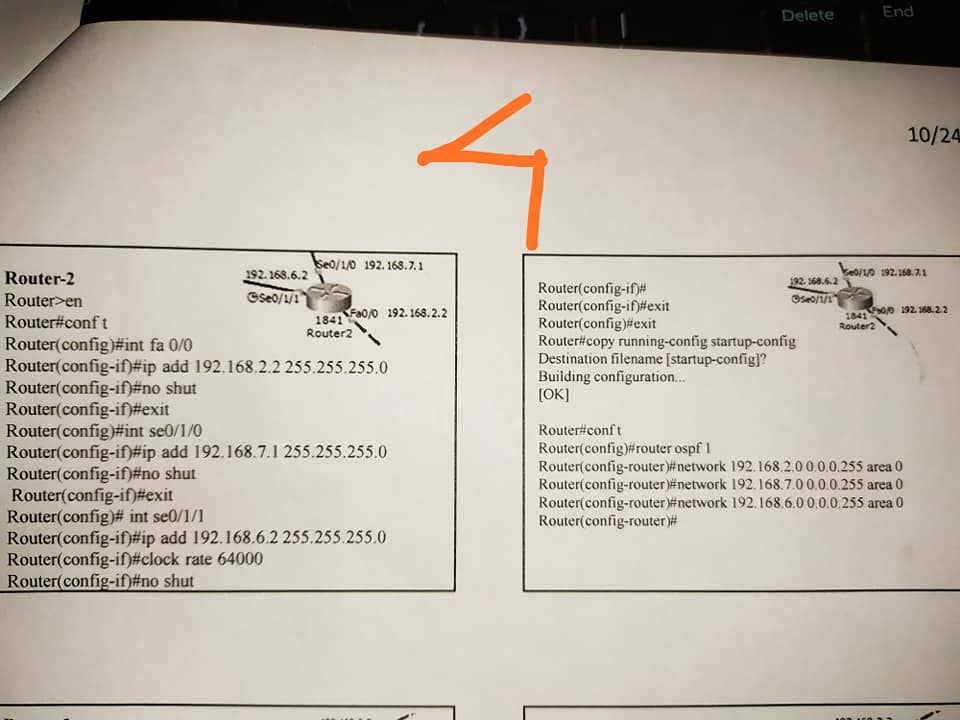 Delete
End
4
10/24
Router-2
Router>en
Router#conf t
Router(config)#int fa 0/0
Router(config-if)#ip add 192.168.2.2 255.255.255.0
Router(config-if)#no shut
Router(config-if)#exit
Router(config)#int se0/1/0
Router(config-if)#ip add 192.168.7.1 255.255.255.0
Router(config-if)#no shut
Router(config-if)#exit
Router(config)# int se0/1/1
Router(config-if)#ip add 192.168.6.2 255.255.255.0
Router(config-if)#clock rate 64000
Router(config-if)#no shut
Se0/1/0 192.168.7.1
192.168.6.2
Se0/1/1
Fa0/0 192.168.2.2
1841
Router2
Router(config-if)#
Router(config-if)#exit
Router(config)#exit
Router#copy running-config startup-config
Destination filename [startup-config]?
Building configuration...
[OK]
Router#conf t
Router(config)#router ospf 1
Router(config-router)#network 192.168.2.0 0.0.0.255 area 0
Router(config-router)#network 192.168.7.0 0.0.0.255 area 0
Router(config-router)#network 192.168.6.0 0.0.0.255 area 0
Router(config-router)#
Se0/1/0 192.168.7.1
192.168.6.2
Se0/1/1
Fa0/0 192.168.2.2
1841
Router2